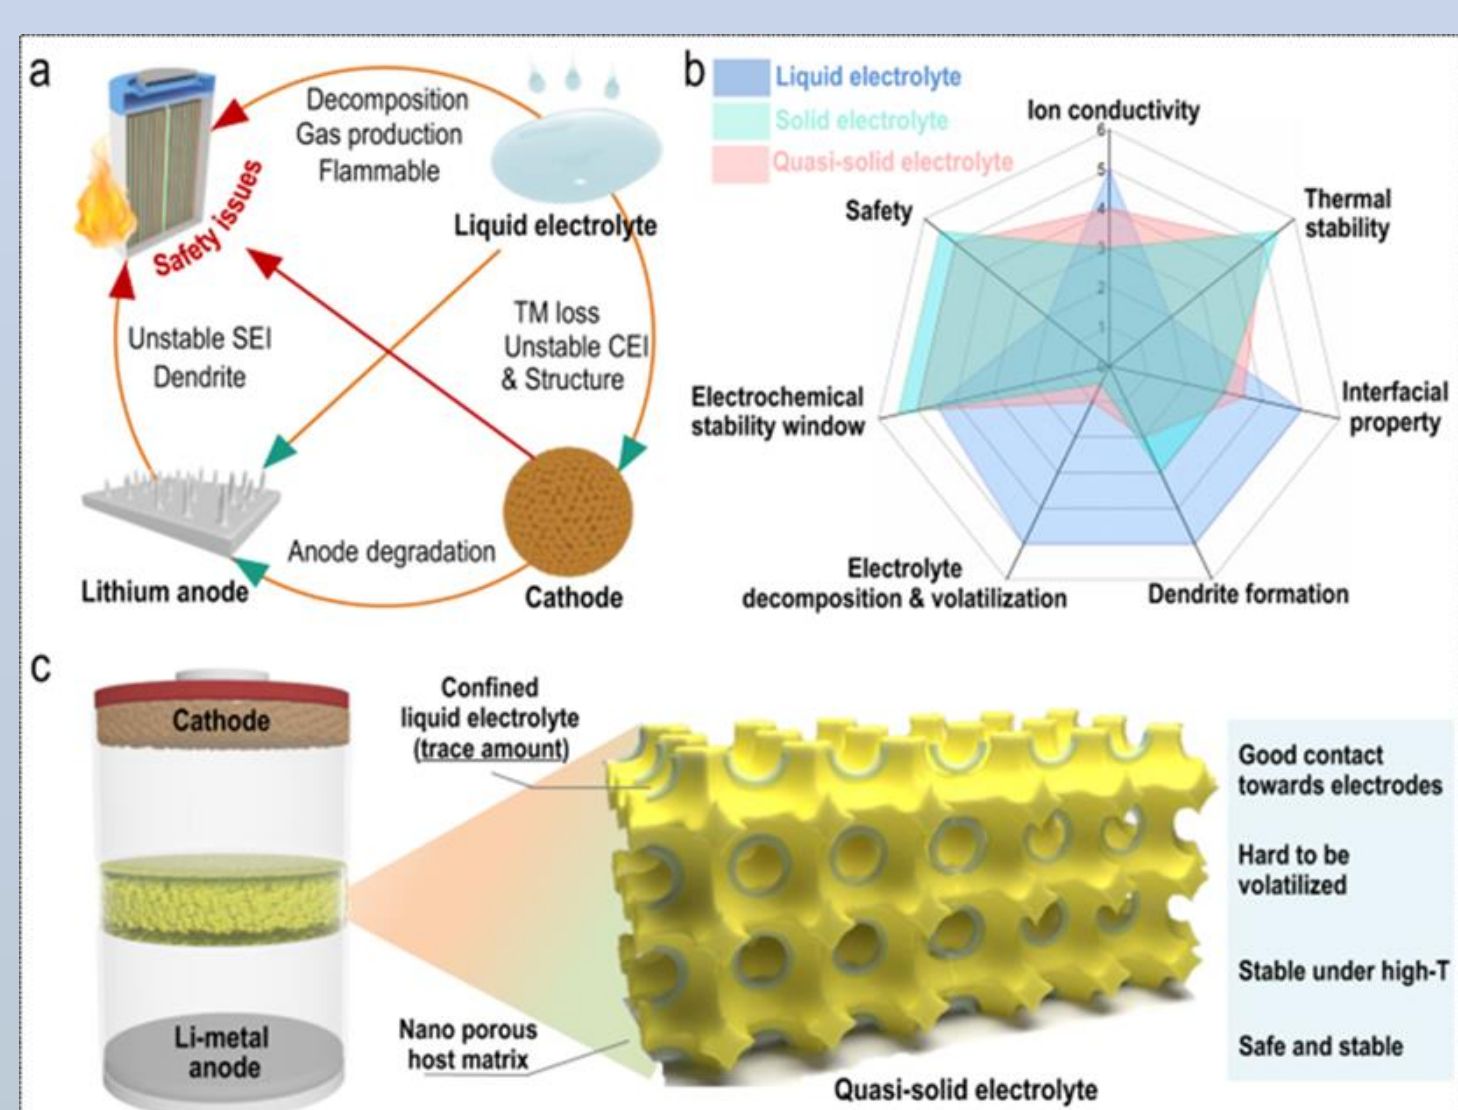 a
Decomposition
Gas production
Flammable
Safety issues
Liquid electrolyte
Unstable SEI
Dendrite
TM loss
Unstable CEI
& Structure
Anode degradation
Lithium anode
Cathode
b
Liquid electrolyte
Solid electrolyte
Quasi-solid electrolyte
Ion conductivity
6
5
4
3
2
1
0
Safety
Thermal
stability
Electrochemical
stability window
Interfacial
property
Electrolyte
decomposition & volatilization
Dendrite formation
c
Cathode
Li-metal
anode
Confined
liquid electrolyte
(trace amount)
Nano porous
host matrix
Quasi-solid electrolyte
Good contact
towards electrodes
Hard to be
volatilized
Stable under high-T
Safe and stable